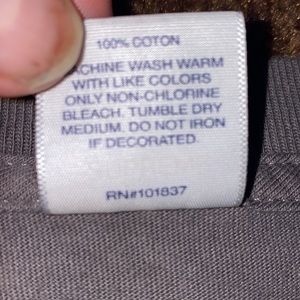 100% COTON
MACHINE WASH WARM
WITH LIKE COLORS
ONLY NON-CHLORINE
BLEACH. TUMBLE DRY
MEDIUM. DO NOT IRON
IF DECORATED.
RN#101837